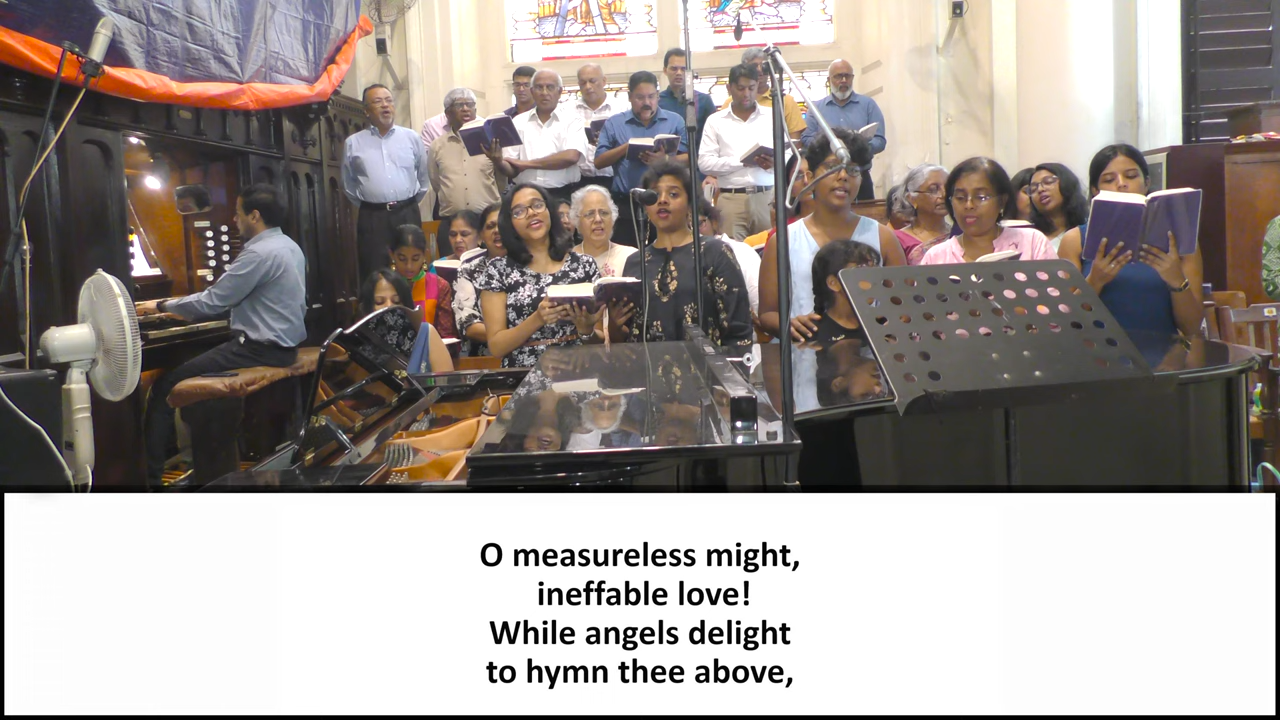 O measureless might,
ineffable love!
While angels delight
to hymn thee above,